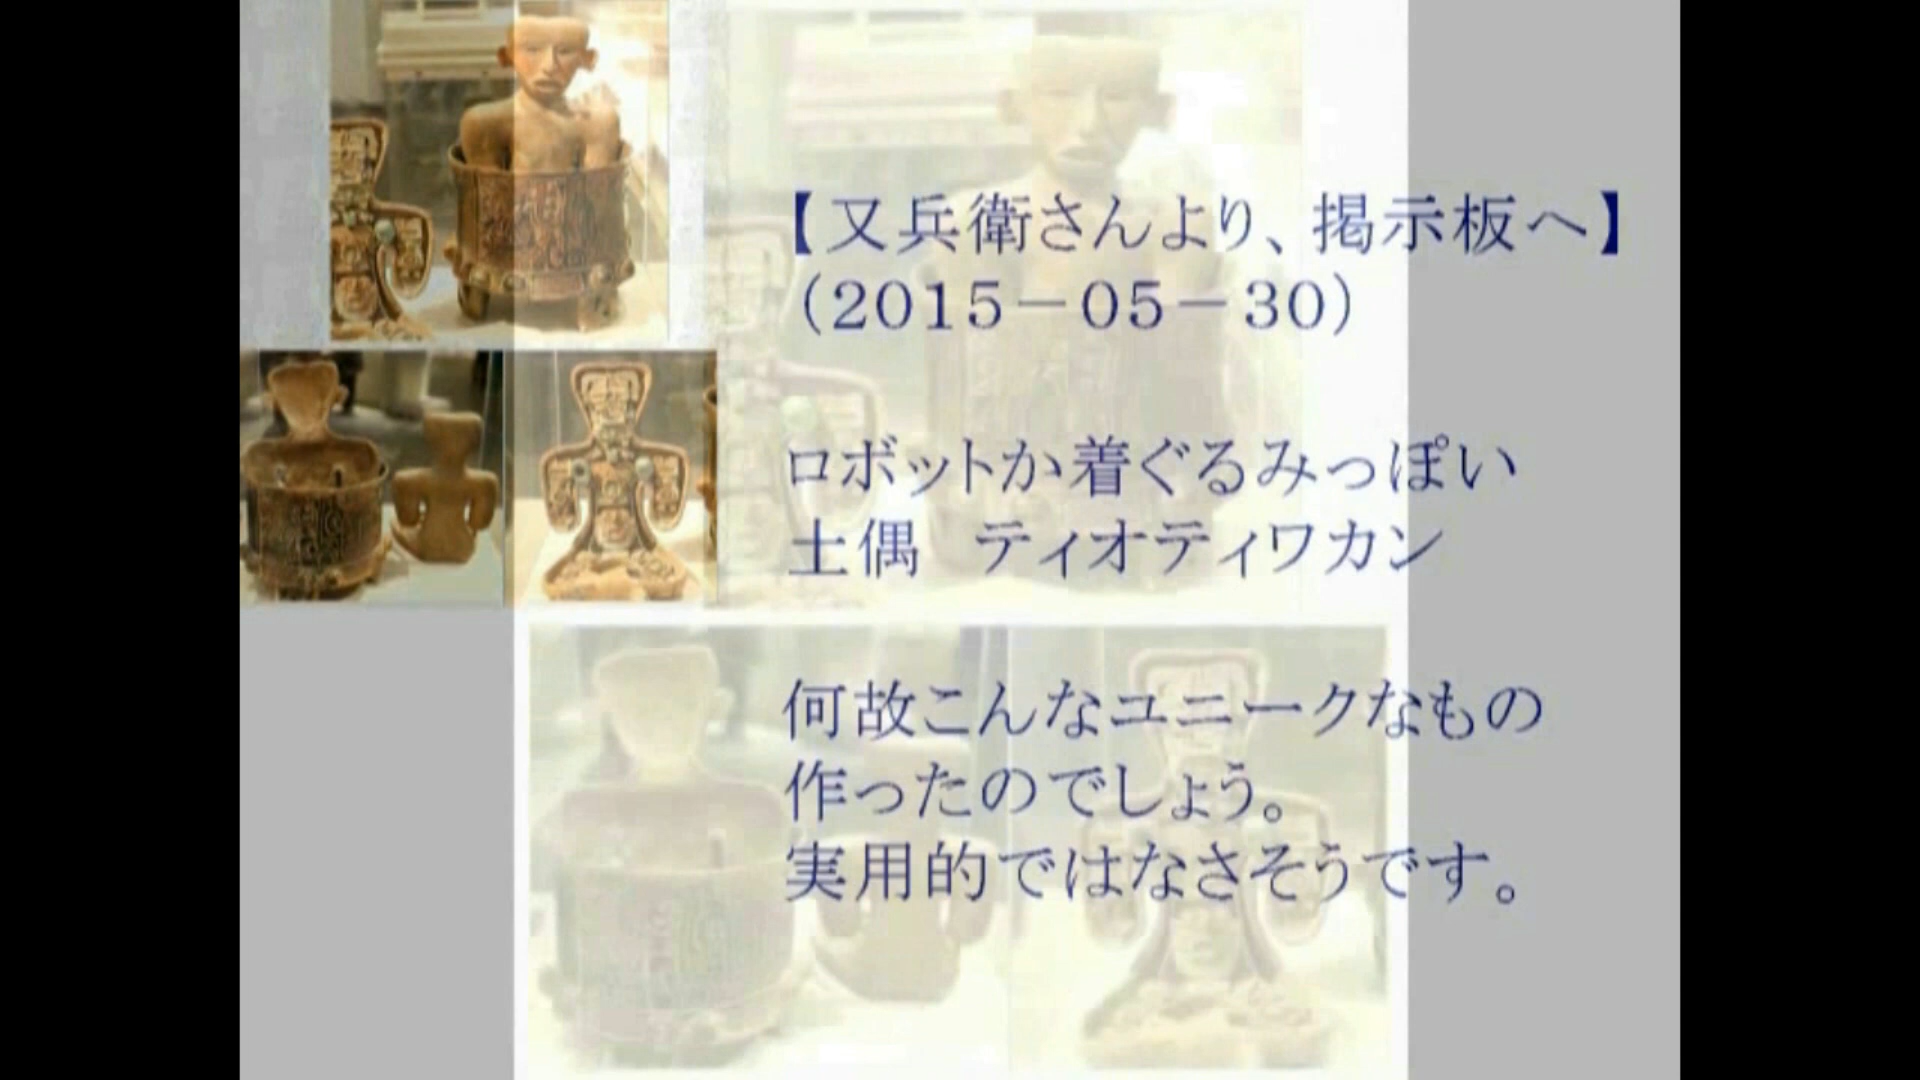 【又兵衛さんより、掲示板へ】
（２０１５－０５－３０）
ロボットか着ぐるみっぽい
土偶　ティオティワカン
何故こんなユニークなもの
作ったのでしょう。
実用的ではなさそうです。